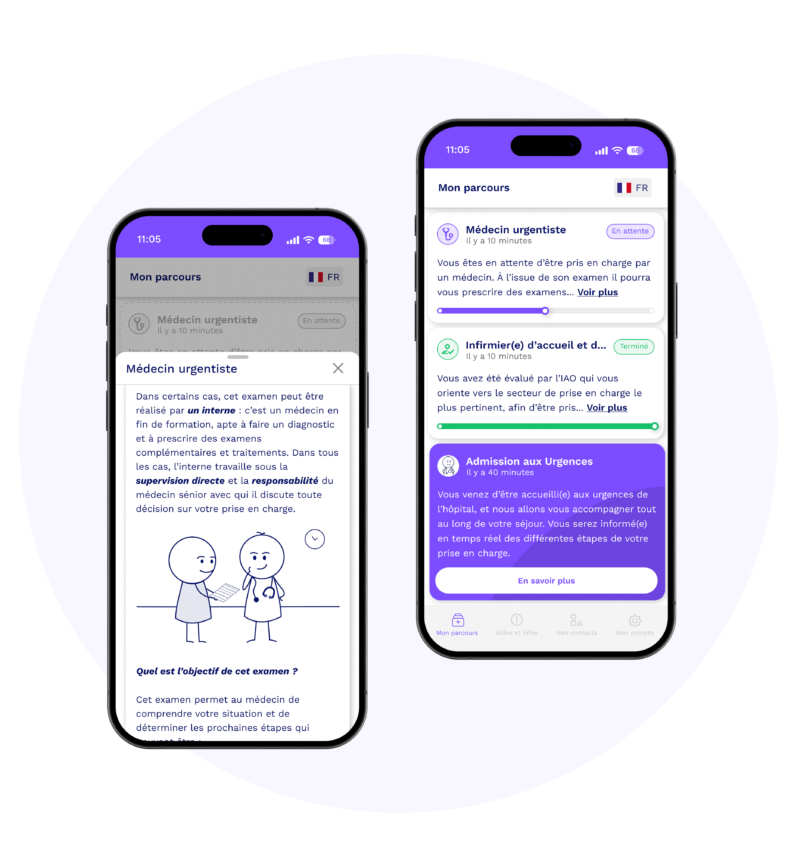 11:05
68
Mon parcours
FR
Médecin urgentiste
Il y a 10 minutes
En attente
Médecin urgentiste
Dans certains cas, cet examen peut être
réalisé par un interne : c'est un médecin en
fin de formation, apte à faire un diagnostic
et à prescrire des examens
complémentaires et traitements. Dans tous
les cas, l'interne travaille sous la
supervision directe et la responsabilité du
médecin sénior avec qui il discute toute
décision sur votre prise en charge.
Quel est l'objectif de cet examen ?
Cet examen permet au médecin de
comprendre votre situation et de
déterminer les prochaines étapes qui
11:05
68
Mon parcours
FR
Médecin urgentiste
En attente
Il y a 10 minutes
Vous êtes en attente d'être pris en charge par
un médecin. À l'issue de son examen il pourra
vous prescrire des examens... Voir plus
Infirmier(e) d'accueil et d...
Terminé
Il y a 10 minutes
Vous avez été évalué par l'IAO qui vous
oriente vers le secteur de prise en charge le
plus pertinent, afin d'être pris... Voir plus
Admission aux Urgences
Il y a 40 minutes
Vous venez d'être accueilli(e) aux urgences de
l'hôpital, et nous allons vous accompagner tout
au long de votre séjour. Vous serez informé(e)
en temps réel des différentes étapes de votre
prise en charge.
En savoir plus
Mon parcours
Aides et infos...
Mes contacts
Mon compte